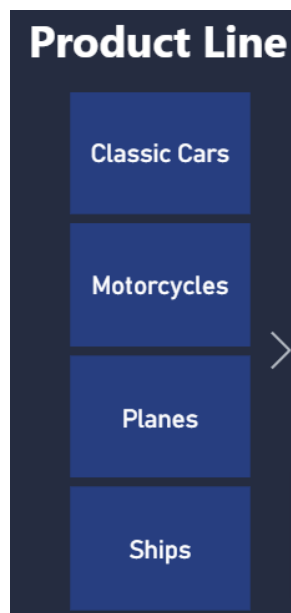 Product Line
Classic Cars
Motorcycles
Planes
Ships